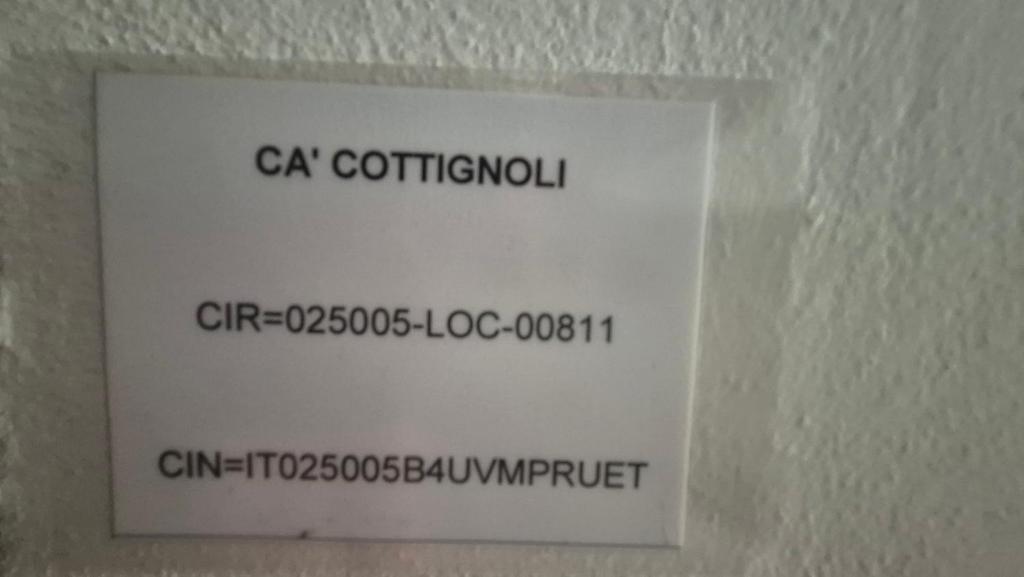 CA' COTTIGNOLI
CIR=025005-LOC-00811
CIN=IT025005B4UVMPRUET